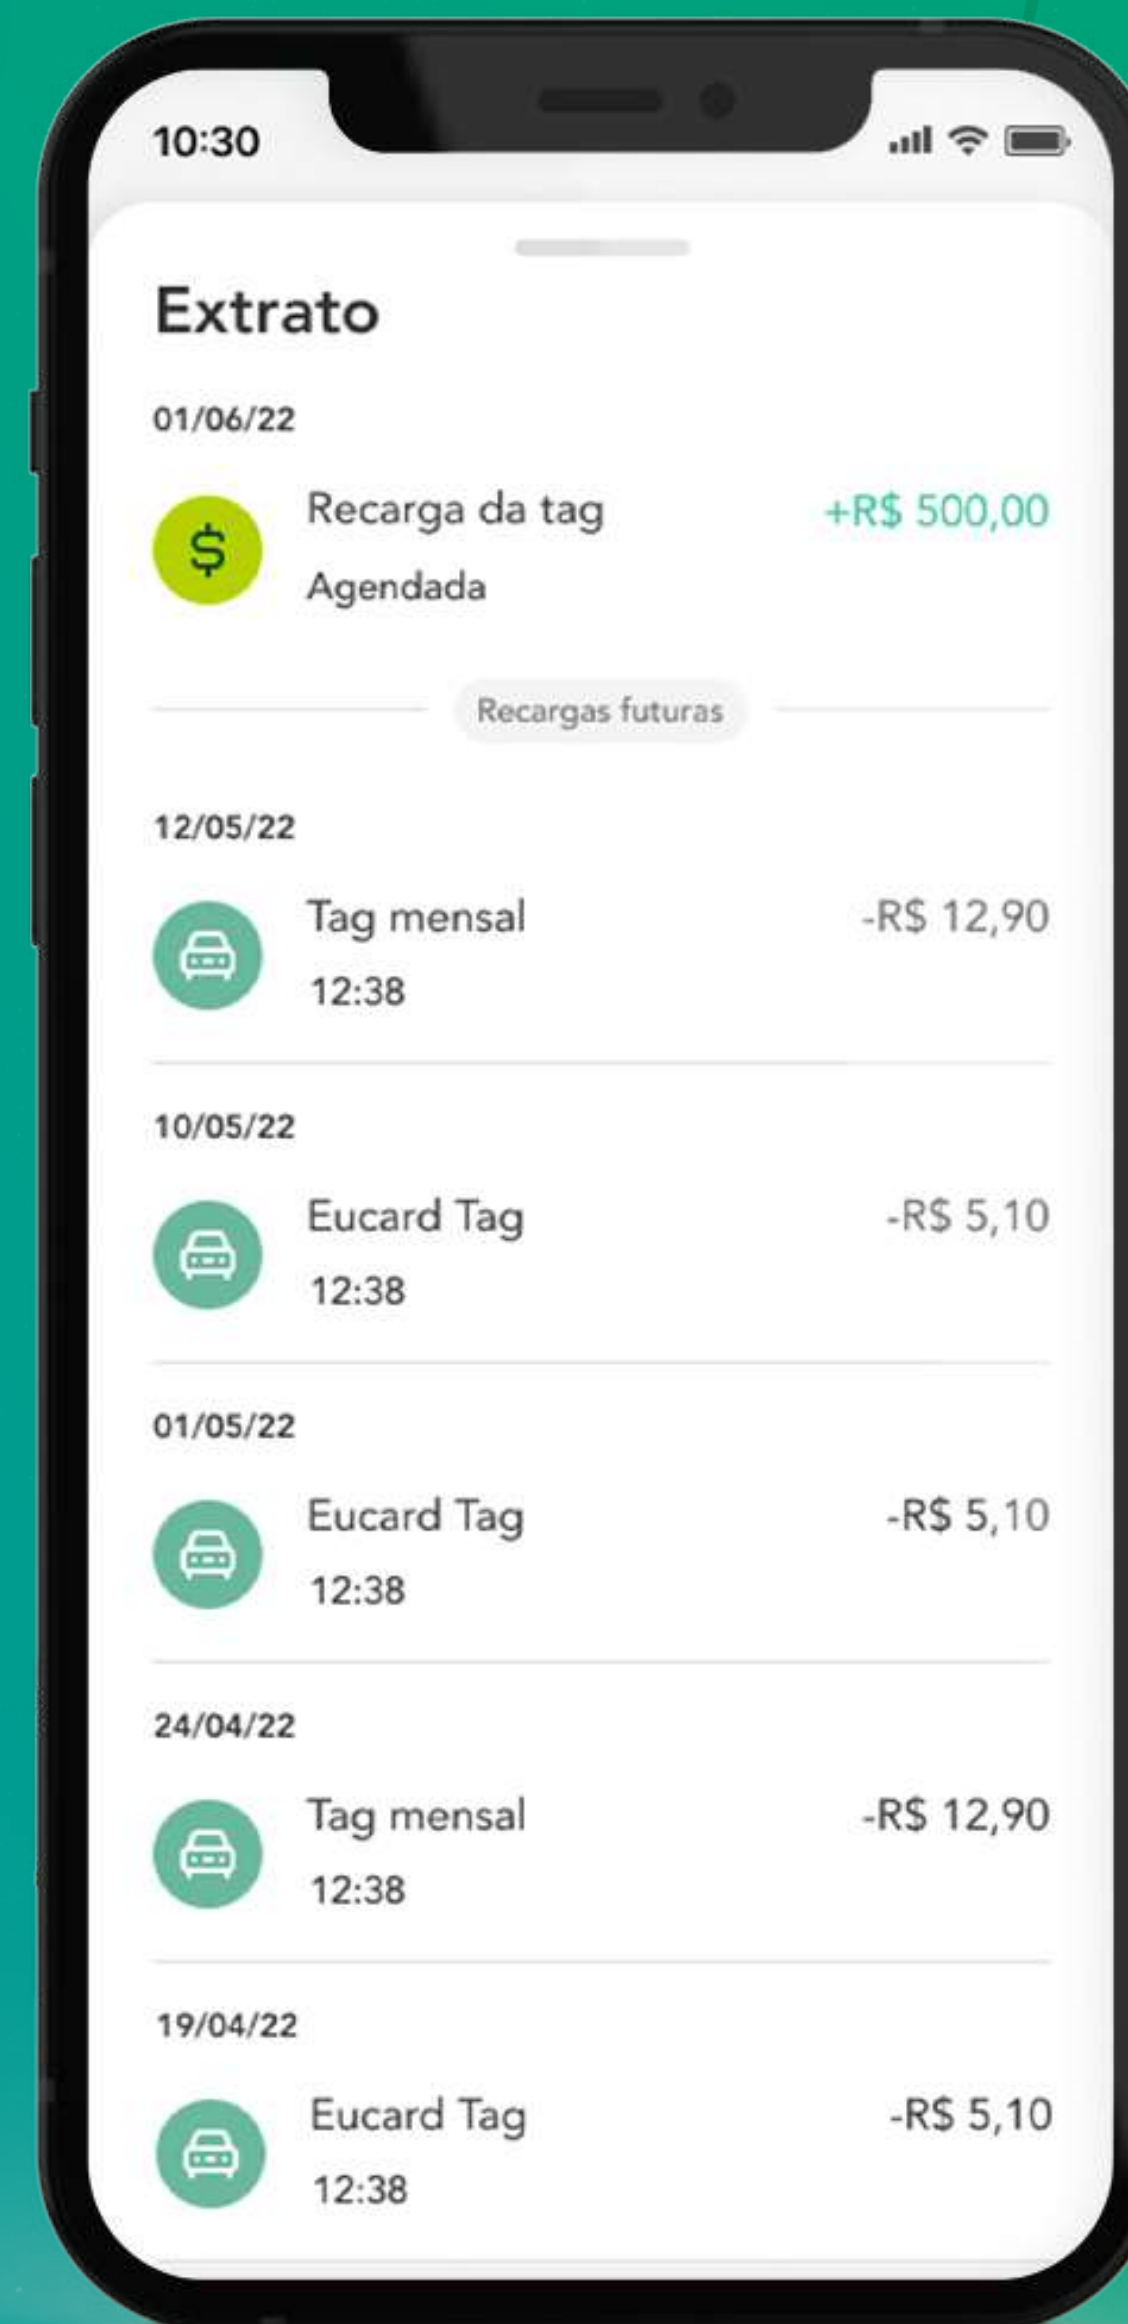 10:30
Extrato
01/06/22
$
Recarga da tag +R$ 500,00
Agendada
Recargas futuras
12/05/22
Tag mensal -R$ 12,90
12:38
10/05/22
Eucard Tag -R$ 5,10
12:38
01/05/22
Eucard Tag -R$ 5,10
12:38
24/04/22
Tag mensal -R$ 12,90
12:38
19/04/22
Eucard Tag -R$ 5,10
12:38